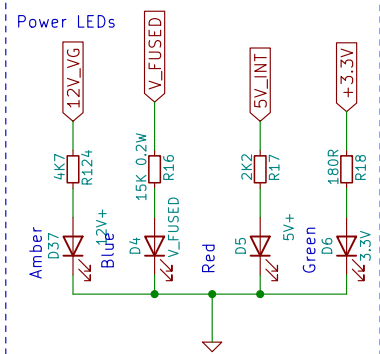 Power LEDs
12V_VG
V_FUSED
5V_INT
+3.3V
4K7
R124
15K 0.2W
R16
2K2
R17
180R
R18
Amber
D37
12V+
Blue
D4
V_FUSED
Red
D5
5V+
Green
D6
3.3V